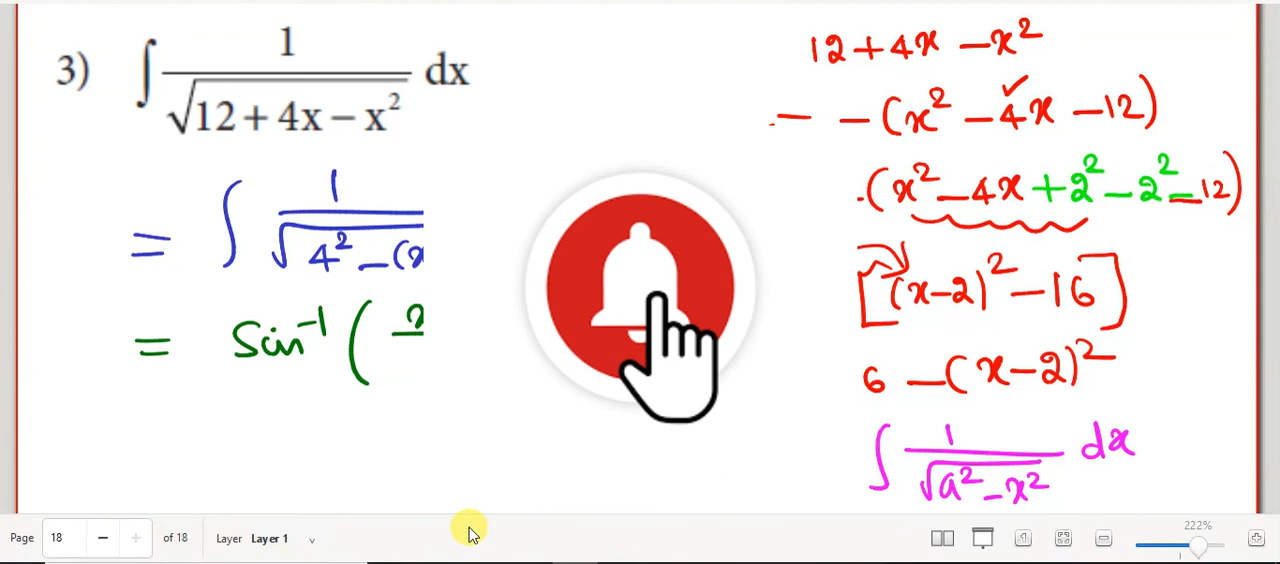 3) ∫ 1/√(12 + 4x − x²) dx
= ∫ 1/√(4² − (x
= Sin⁻¹ (
12 + 4x − x²
− − (x² − 4x − 12)
(x² − 4x + 2² − 2² − 12)
[(x − 2)² − 16]
6 − (x − 2)²
∫ 1/√(a² − x²) dx
Page 18 − + of 18 Layer Layer 1 222%